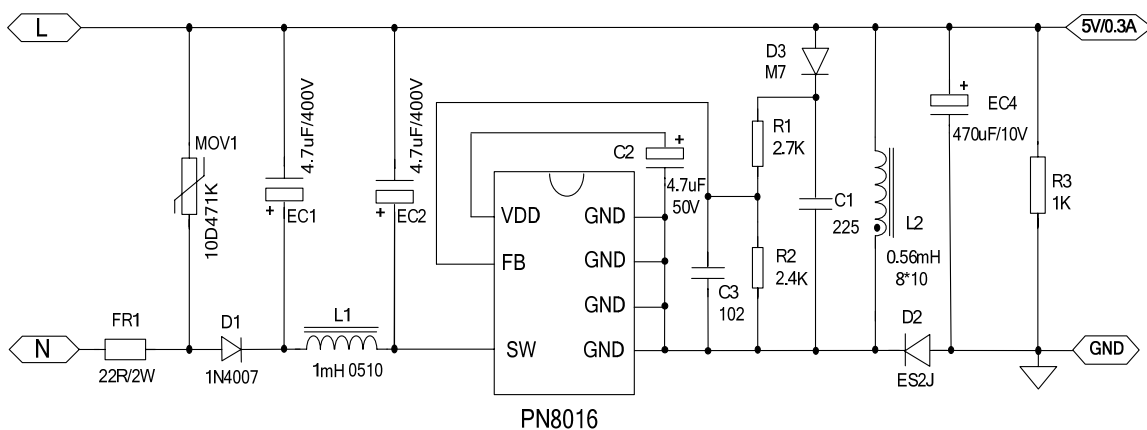 L
5V/0.3A
D3
M7
4.7uF/400V
4.7uF/400V
EC4
470uF/10V
MOV1
10D471K
R1
2.7K
C2
4.7uF
50V
R3
1K
EC1
EC2
C1
225
L2
0.56mH
8*10
VDD
GND
FB
GND
R2
2.4K
C3
102
GND
FR1
D1
L1
D2
N
SW
GND
GND
22R/2W
1N4007
1mH 0510
ES2J
PN8016
+
+
+
+